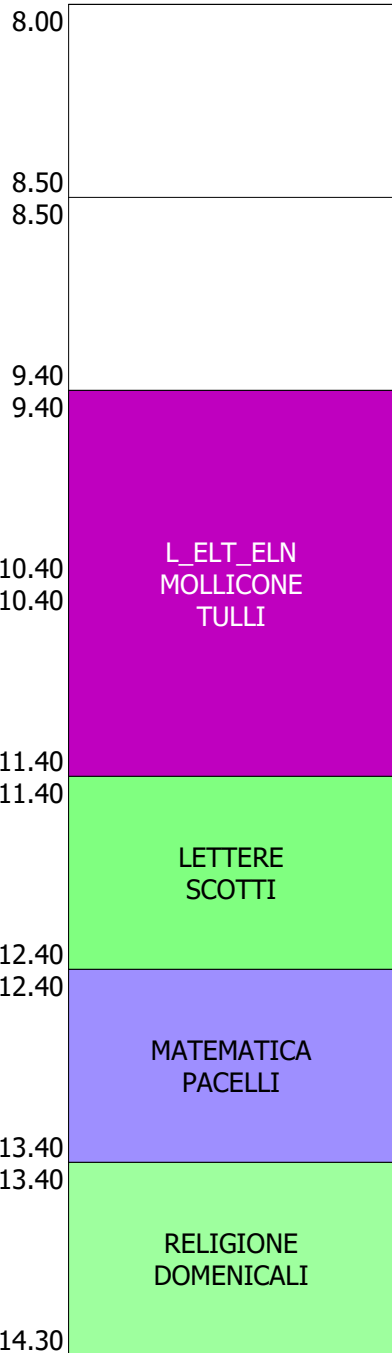 8.00
8.50
8.50
9.40
9.40
L_ELT_ELN
10.40
MOLLICONE
10.40
TULLI
11.40
11.40
LETTERE
SCOTTI
12.40
12.40
MATEMATICA
PACELLI
13.40
13.40
RELIGIONE
DOMENICALI
14.30